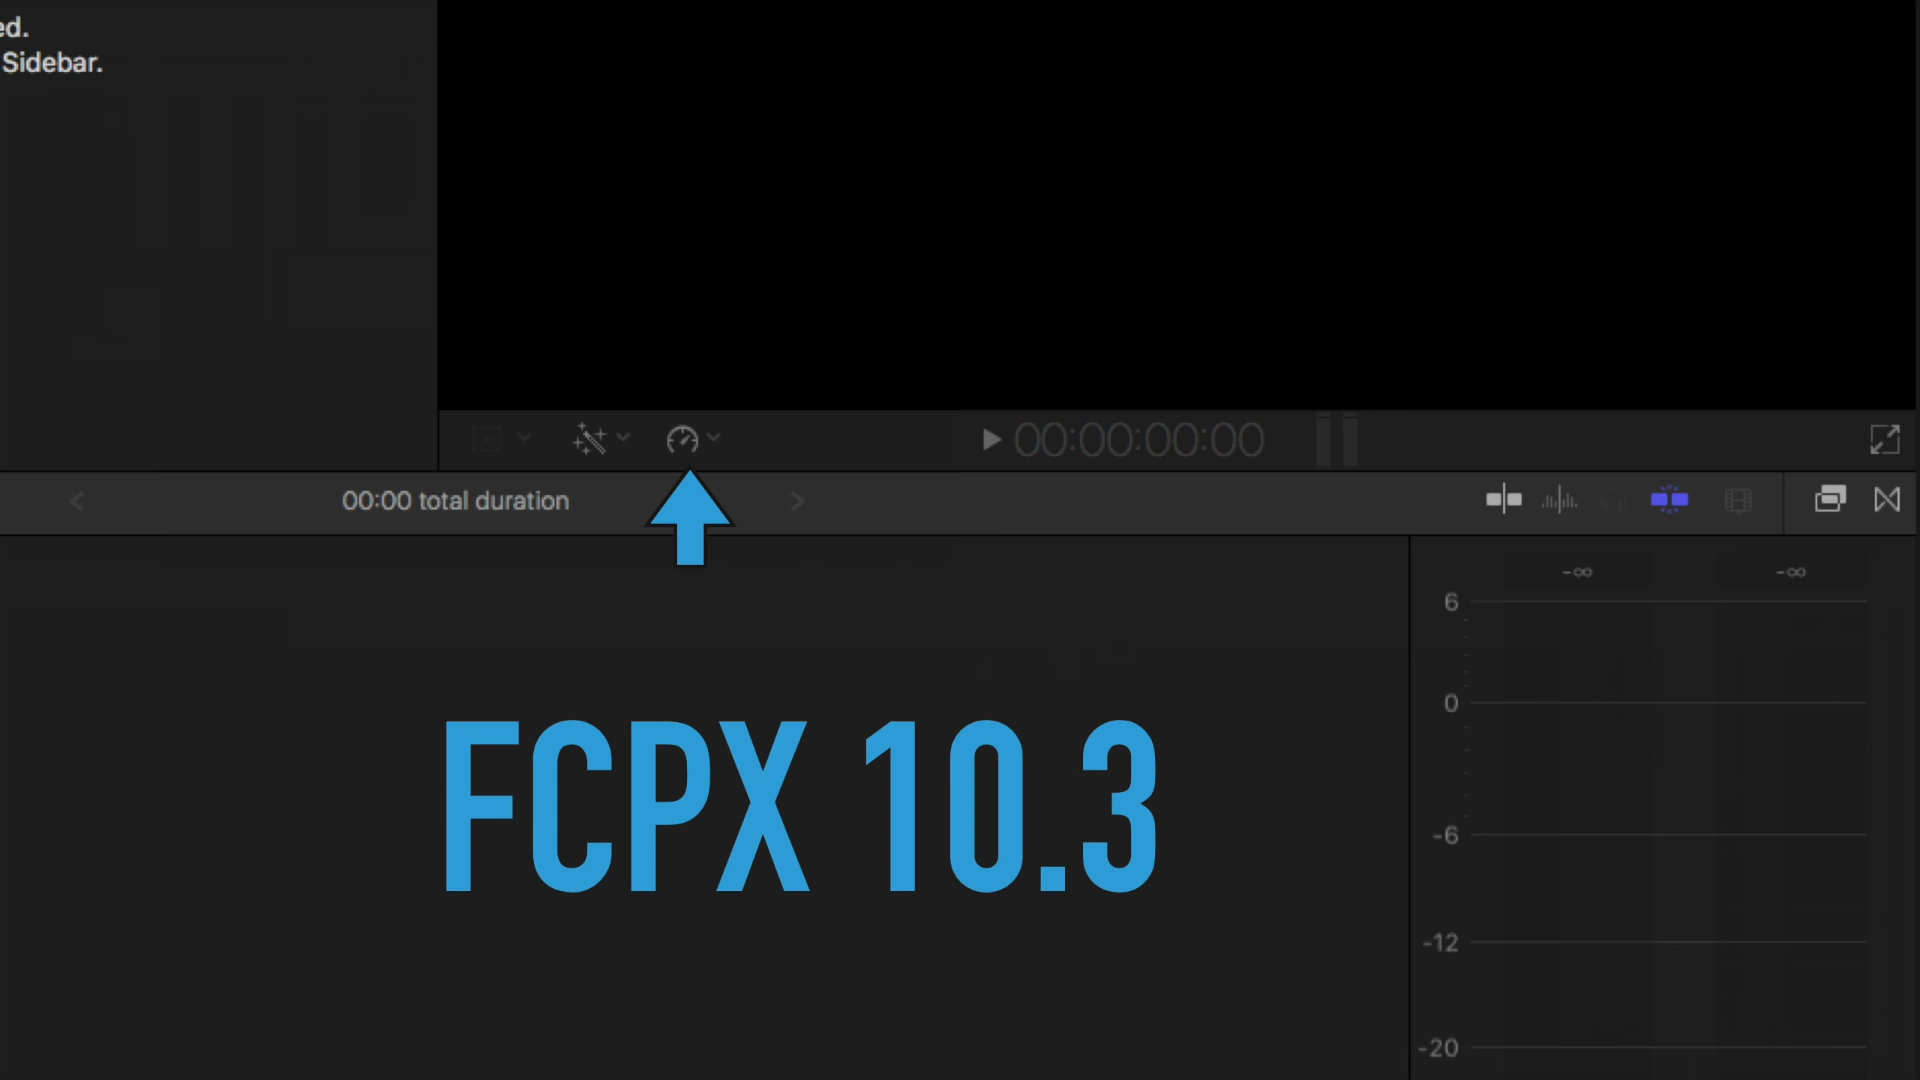 ed.
Sidebar.
00:00:00:00
00:00 total duration
-∞ -∞
6
0
-6
-12
-20
FCPX 10.3